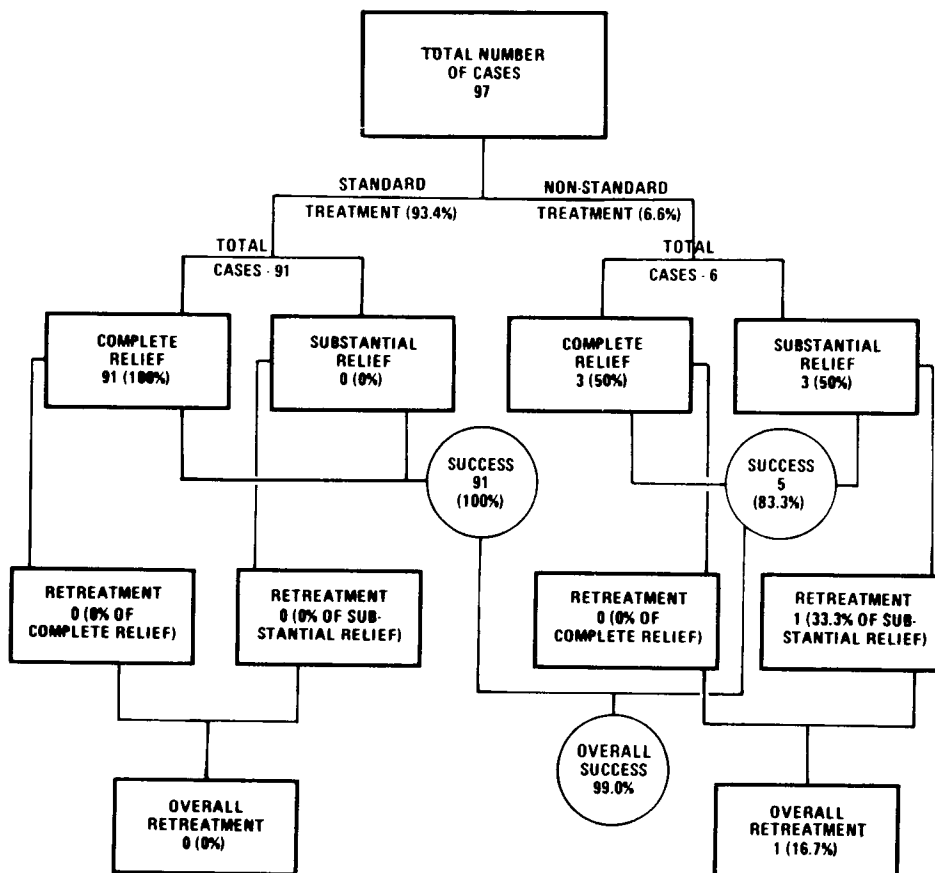 TOTAL NUMBER
OF CASES
97
STANDARD
TREATMENT (93.4%)
NON-STANDARD
TREATMENT (6.6%)
TOTAL
CASES - 91
TOTAL
CASES - 6
COMPLETE
RELIEF
91 (100%)
SUBSTANTIAL
RELIEF
0 (0%)
COMPLETE
RELIEF
3 (50%)
SUBSTANTIAL
RELIEF
3 (50%)
SUCCESS
91
(100%)
SUCCESS
5
(83.3%)
RETREATMENT
0 (0% OF
COMPLETE RELIEF)
RETREATMENT
0 (0% OF SUB-
STANTIAL RELIEF)
RETREATMENT
0 (0% OF
COMPLETE RELIEF)
RETREATMENT
1 (33.3% OF SUB-
STANTIAL RELIEF)
OVERALL
SUCCESS
99.0%
OVERALL
RETREATMENT
0 (0%)
OVERALL
RETREATMENT
1 (16.7%)